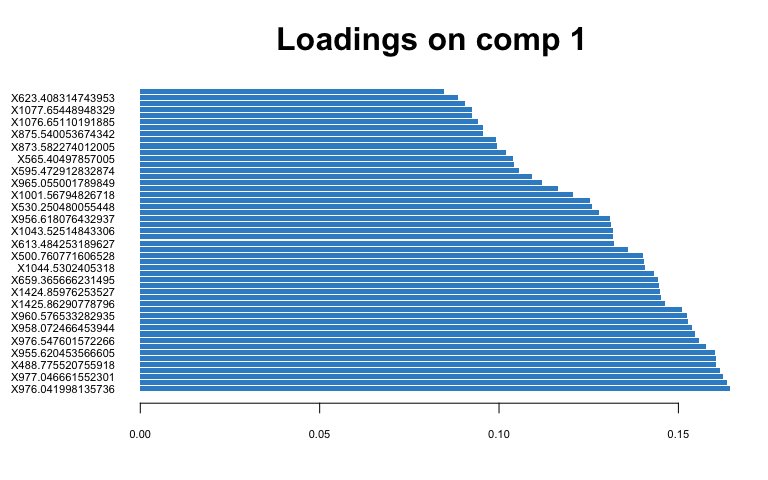 Loadings on comp 1
X623.408314743953
X1077.65448948329
X1076.65110191885
X875.540053674342
X873.582274012005
X565.40497857005
X595.472912832874
X965.055001789849
X1001.56794826718
X530.250480055448
X956.618076432937
X1043.52514843306
X613.484253189627
X500.760771606528
X1044.5302405318
X659.365666231495
X1424.85976253527
X1425.86290778796
X960.576533282935
X958.072466453944
X976.547601572266
X955.620453566605
X488.775520755918
X977.046661552301
X976.041998135736
0.00 0.05 0.10 0.15